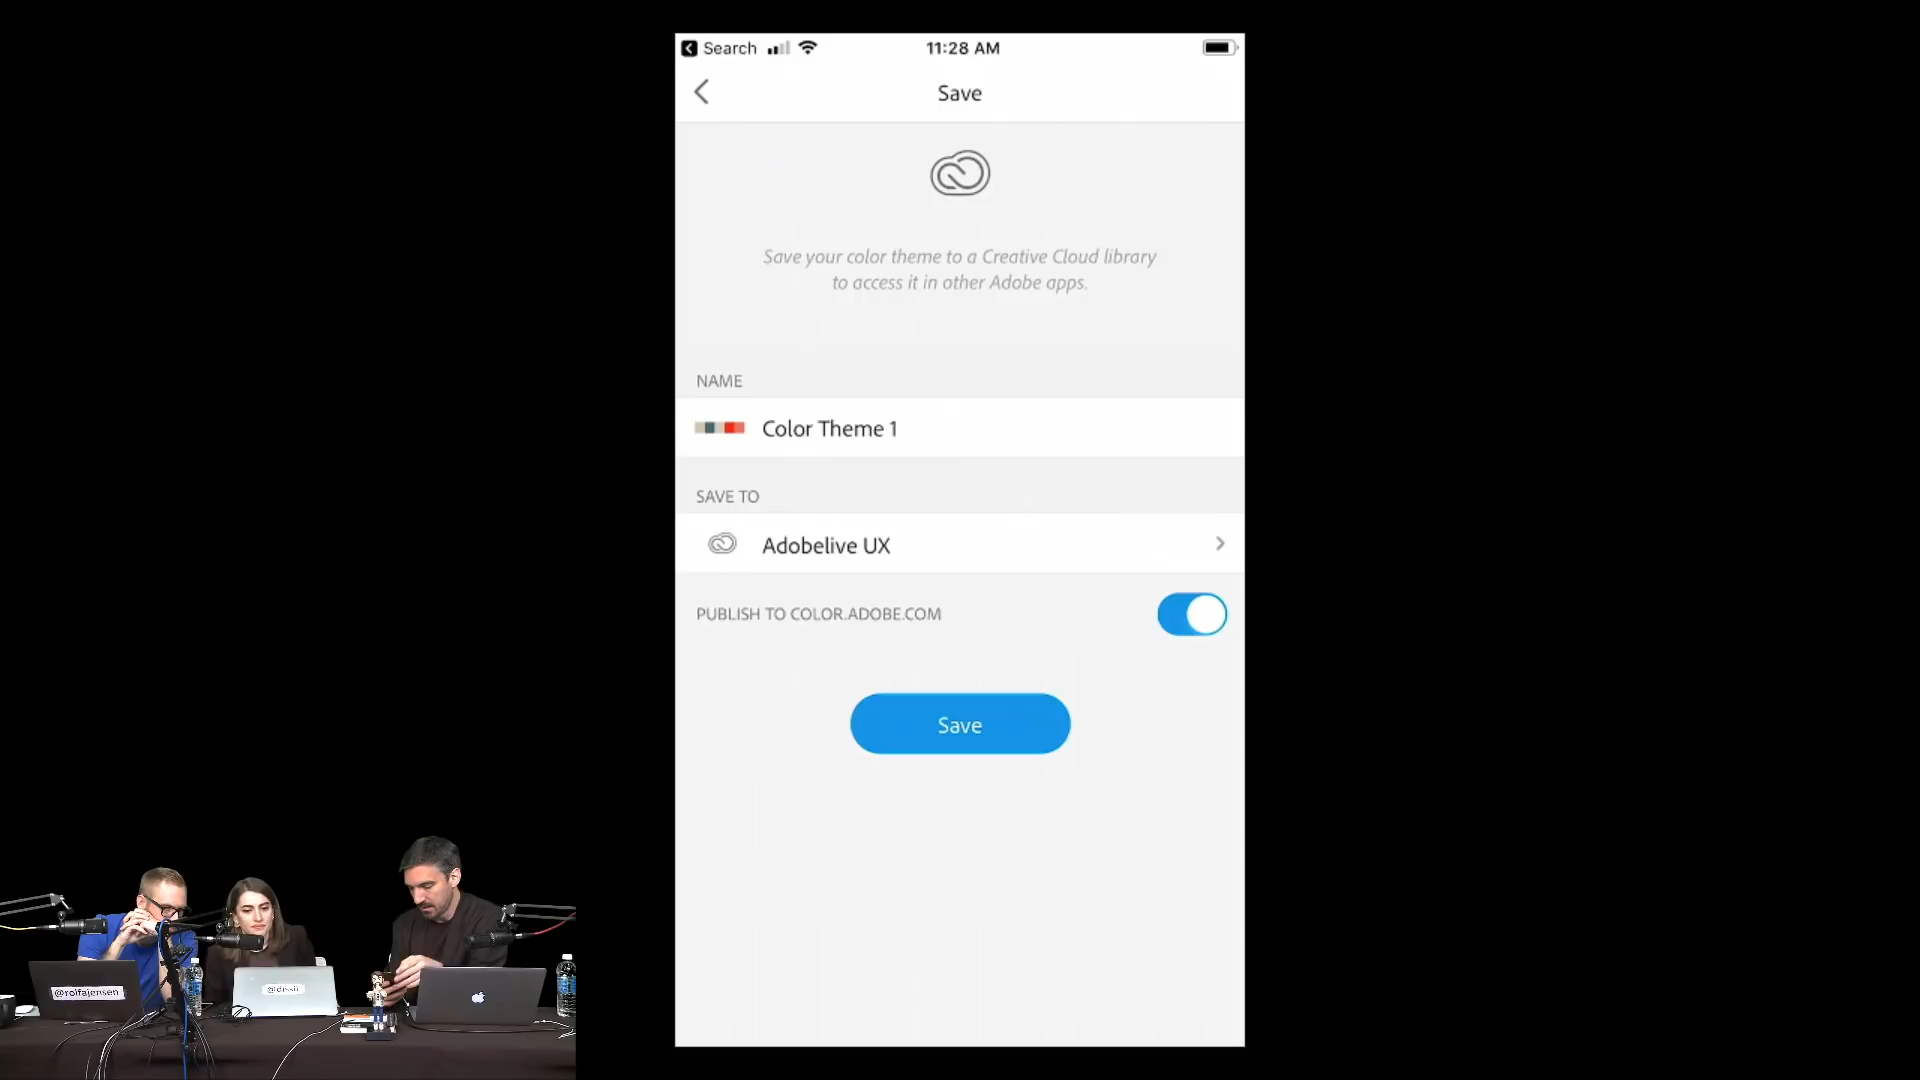 Search
11:28 AM
Save
Save your color theme to a Creative Cloud library
to access it in other Adobe apps.
NAME
Color Theme 1
SAVE TO
Adobelive UX
PUBLISH TO COLOR.ADOBE.COM
Save
@rolfajensen